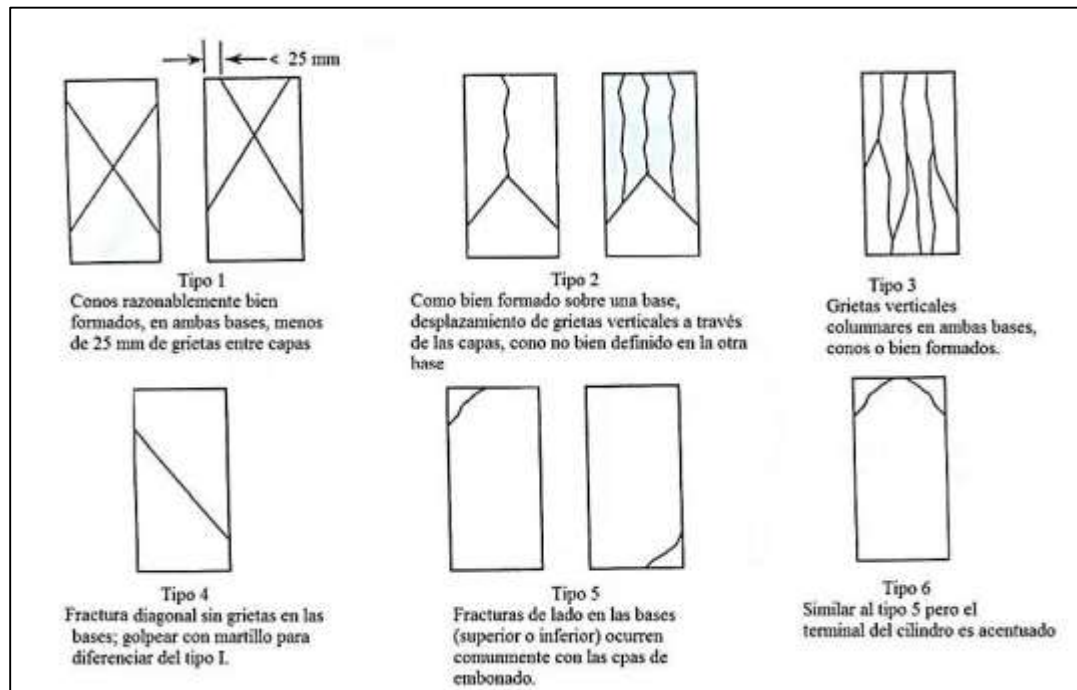 < 25 mm
Tipo 1
Conos razonablemente bien
formados, en ambas bases, menos
de 25 mm de grietas entre capas
Tipo 2
Como bien formado sobre una base,
desplazamiento de grietas verticales a través
de las capas, cono no bien definido en la otra
base
Tipo 3
Grietas verticales
columnares en ambas bases,
conos o bien formados.
Tipo 4
Fractura diagonal sin grietas en las
bases; golpear con martillo para
diferenciar del tipo I.
Tipo 5
Fracturas de lado en las bases
(superior o inferior) ocurren
comunmente con las cpas de
embonado.
Tipo 6
Similar al tipo 5 pero el
terminal del cilindro es acentuado